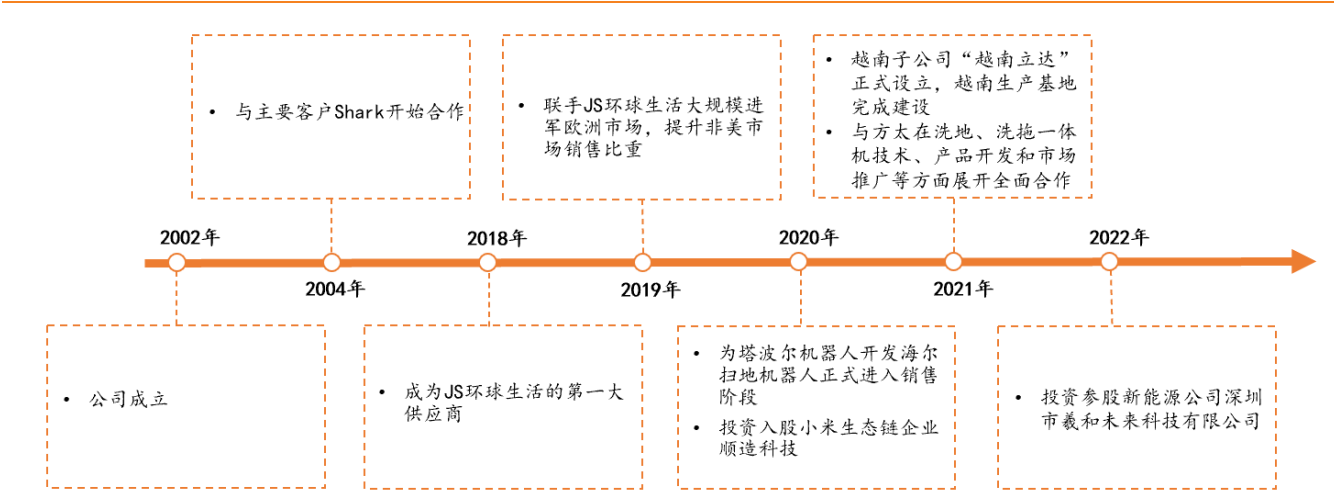 • 与主要客户Shark开始合作
• 联手JS环球生活大规模进
军欧洲市场，提升非美市
场销售比重
• 越南子公司“越南立达”
正式设立，越南生产基地
完成建设
• 与方太在洗地、洗拖一体
机技术、产品开发和市场
推广等方面展开全面合作
2002年
2018年
2020年
2022年
2004年
2019年
2021年
• 公司成立
• 成为JS环球生活的第一大
供应商
• 为塔波尔机器人开发海尔
扫地机器人正式进入销售
阶段
• 投资入股小米生态链企业
顺造科技
• 投资参股新能源公司深圳
市羲和未来科技有限公司